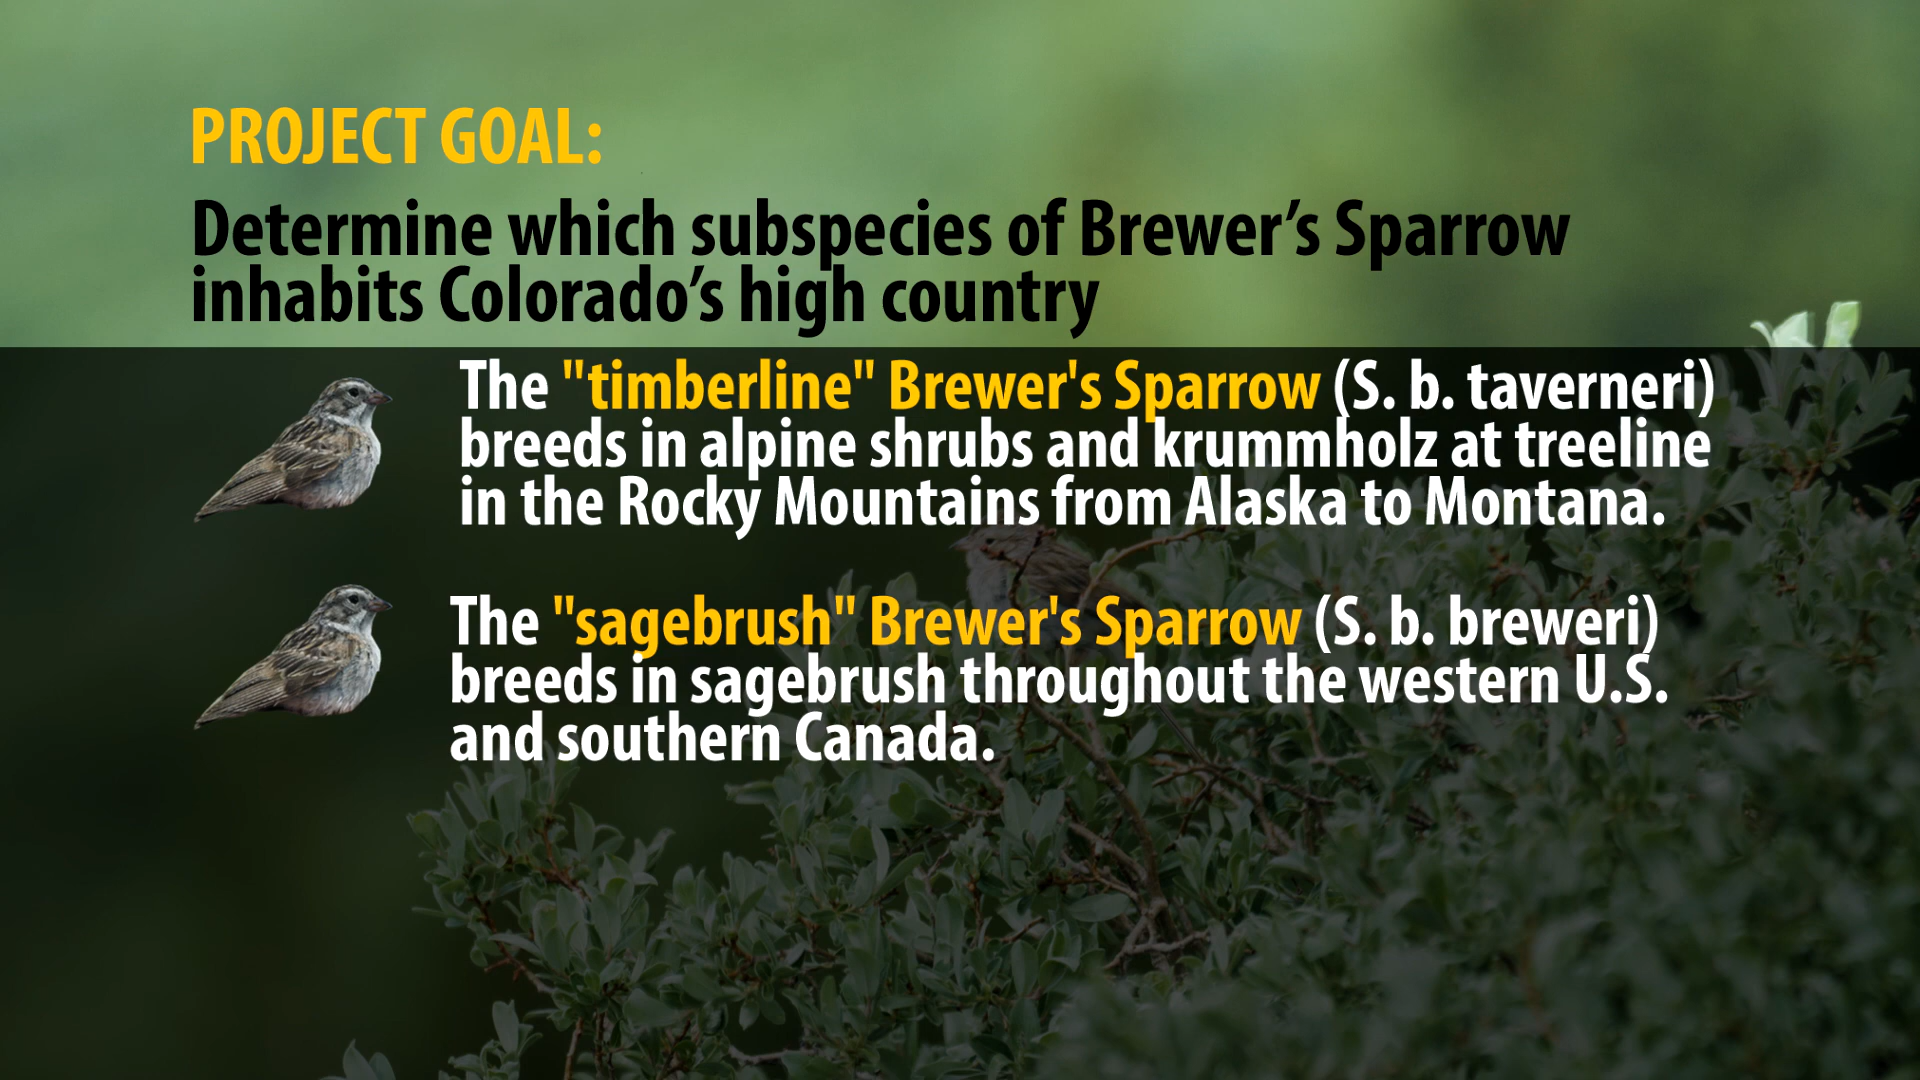 PROJECT GOAL:
Determine which subspecies of Brewer’s Sparrow
inhabits Colorado’s high country
The "timberline" Brewer's Sparrow (S. b. taverneri)
breeds in alpine shrubs and krummholz at treeline
in the Rocky Mountains from Alaska to Montana.
The "sagebrush" Brewer's Sparrow (S. b. breweri)
breeds in sagebrush throughout the western U.S.
and southern Canada.